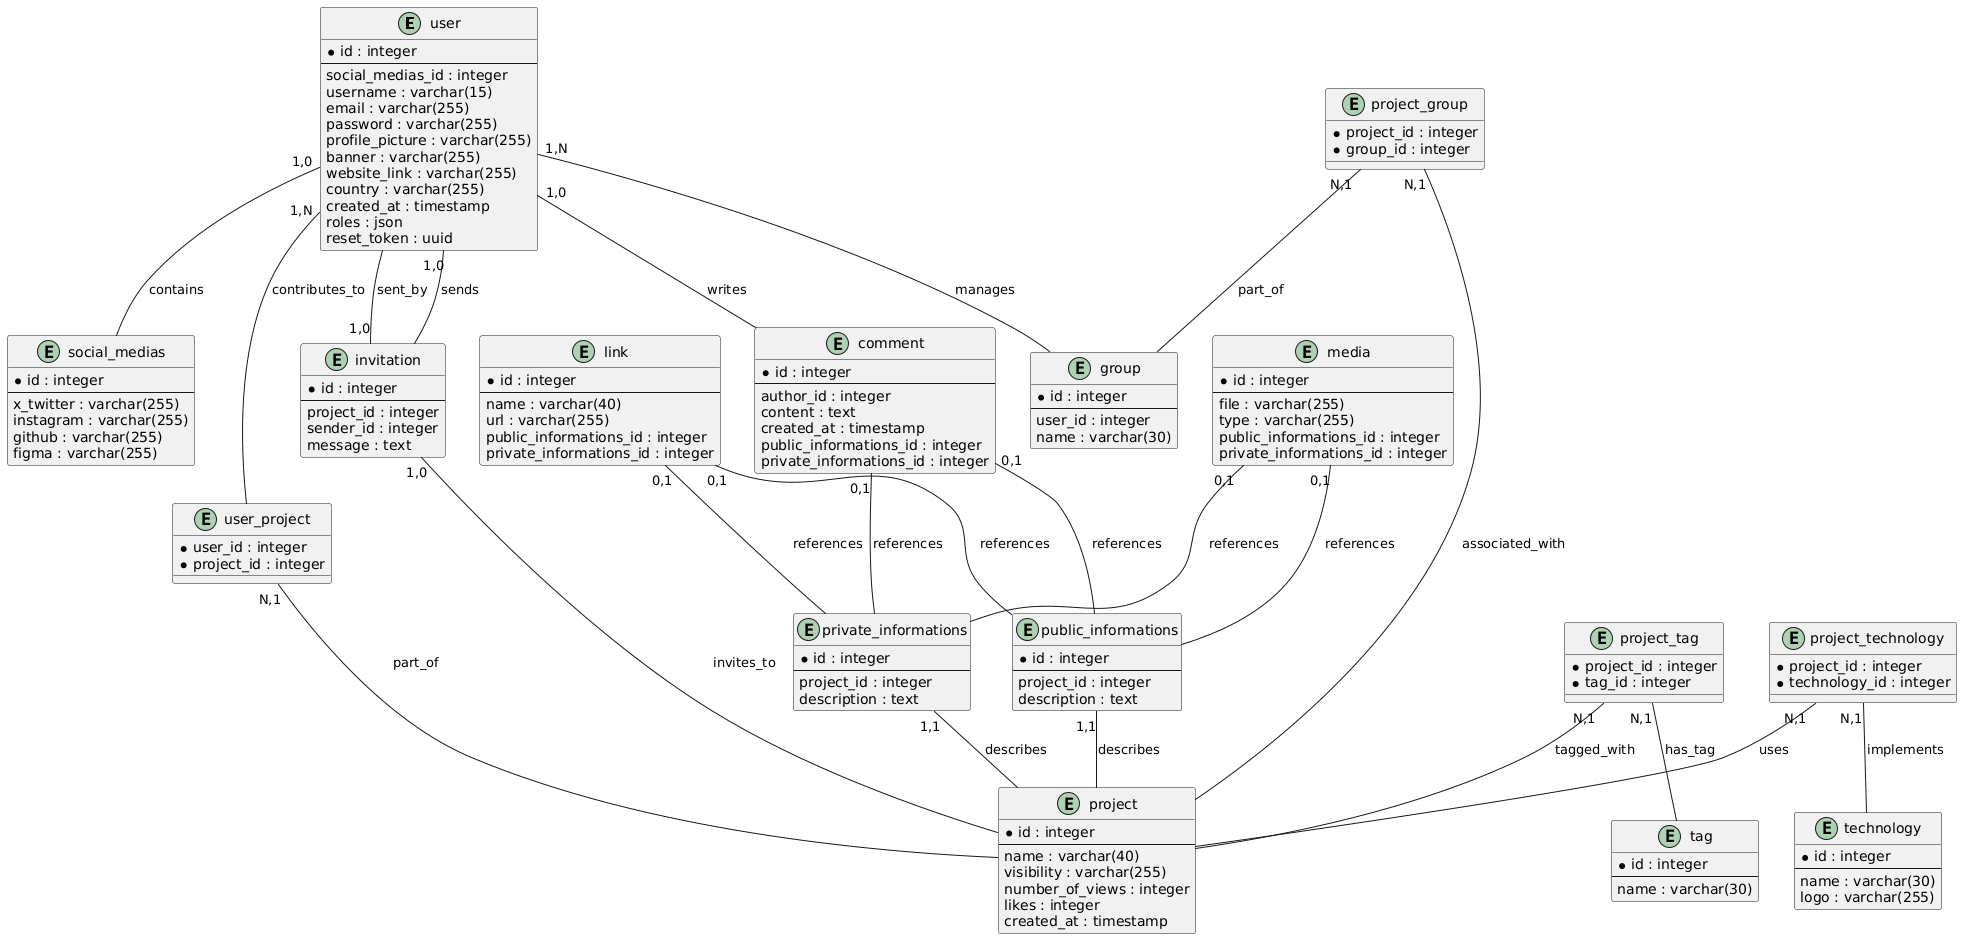 E user
* id : integer
social_medias_id : integer
username : varchar(15)
email : varchar(255)
password : varchar(255)
profile_picture : varchar(255)
banner : varchar(255)
website_link : varchar(255)
country : varchar(255)
created_at : timestamp
roles : json
reset_token : uuid
E project_group
* project_id : integer
* group_id : integer
1,0
1,N
1,N
1,0
N,1
N,1
1,0
contains
contributes_to
sent_by
sends
writes
manages
part_of
1,0
E social_medias
* id : integer
x_twitter : varchar(255)
instagram : varchar(255)
github : varchar(255)
figma : varchar(255)
E invitation
* id : integer
project_id : integer
sender_id : integer
message : text
E link
* id : integer
name : varchar(40)
url : varchar(255)
public_informations_id : integer
private_informations_id : integer
E comment
* id : integer
author_id : integer
content : text
created_at : timestamp
public_informations_id : integer
private_informations_id : integer
E group
* id : integer
user_id : integer
name : varchar(30)
E media
* id : integer
file : varchar(255)
type : varchar(255)
public_informations_id : integer
private_informations_id : integer
1,0
0,1
0,1
0,1
0,1
0,1
0,1
E user_project
* user_id : integer
* project_id : integer
references
references
references
references
references
references
associated_with
N,1
E private_informations
* id : integer
project_id : integer
description : text
E public_informations
* id : integer
project_id : integer
description : text
E project_tag
* project_id : integer
* tag_id : integer
E project_technology
* project_id : integer
* technology_id : integer
part_of
invites_to
1,1
1,1
N,1
N,1
N,1
N,1
describes
describes
tagged_with
has_tag
uses
implements
E project
* id : integer
name : varchar(40)
visibility : varchar(255)
number_of_views : integer
likes : integer
created_at : timestamp
E tag
* id : integer
name : varchar(30)
E technology
* id : integer
name : varchar(30)
logo : varchar(255)